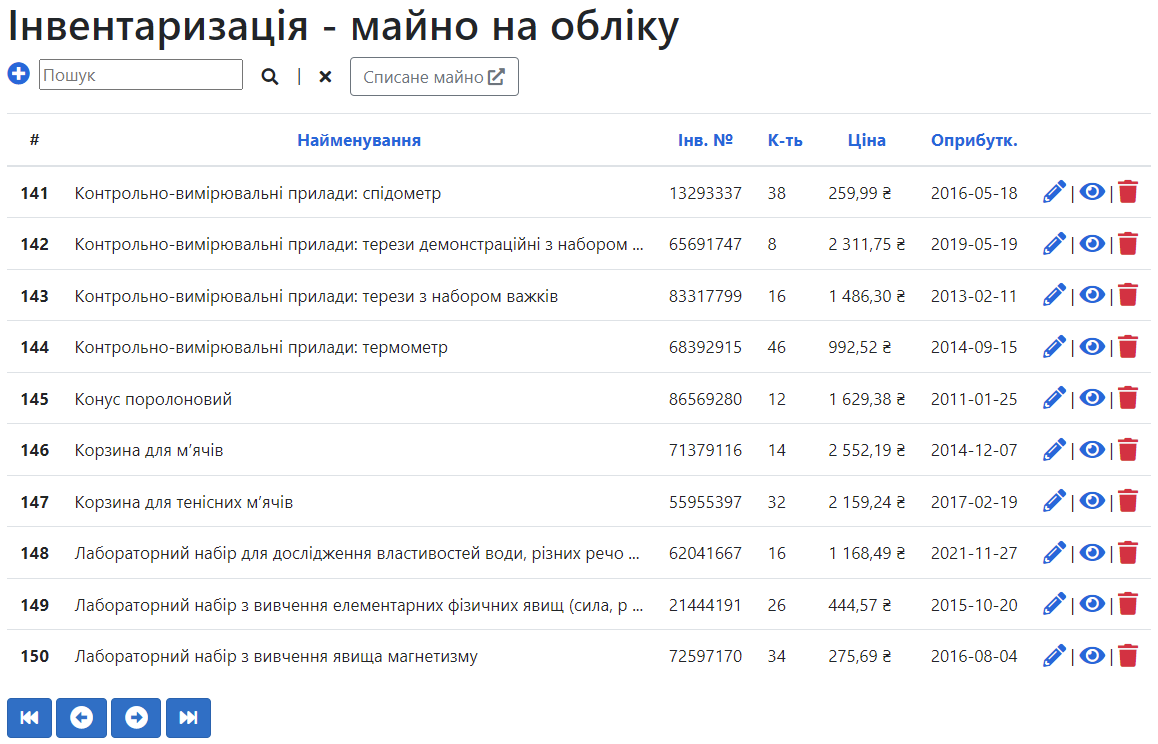 Інвентаризація - майно на обліку
Пошук | Списане майно
# Найменування Інв. № К-ть Ціна Оприбутк.
141 Контрольно-вимірювальні прилади: спідометр 13293337 38 259,99 ₴ 2016-05-18 | |
142 Контрольно-вимірювальні прилади: терези демонстраційні з набором ... 65691747 8 2 311,75 ₴ 2019-05-19 | |
143 Контрольно-вимірювальні прилади: терези з набором важків 83317799 16 1 486,30 ₴ 2013-02-11 | |
144 Контрольно-вимірювальні прилади: термометр 68392915 46 992,52 ₴ 2014-09-15 | |
145 Конус поролоновий 86569280 12 1 629,38 ₴ 2011-01-25 | |
146 Корзина для м’ячів 71379116 14 2 552,19 ₴ 2014-12-07 | |
147 Корзина для тенісних м’ячів 55955397 32 2 159,24 ₴ 2017-02-19 | |
148 Лабораторний набір для дослідження властивостей води, різних речо ... 62041667 16 1 168,49 ₴ 2021-11-27 | |
149 Лабораторний набір з вивчення елементарних фізичних явищ (сила, р ... 21444191 26 444,57 ₴ 2015-10-20 | |
150 Лабораторний набір з вивчення явища магнетизму 72597170 34 275,69 ₴ 2016-08-04 | |